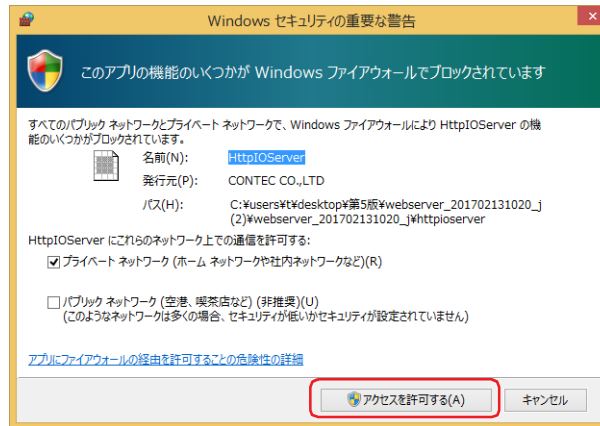 Windows セキュリティの重要な警告
このアプリの機能のいくつかが Windows ファイアウォールでブロックされています
すべてのパブリック ネットワークとプライベート ネットワークで、Windows ファイアウォールにより HttpIOServer の機
能のいくつかがブロックされています。
名前(N): HttpIOServer
発行元(P): CONTEC CO.,LTD
パス(H): C:¥users¥t¥desktop¥第5版¥webserver_201702131020_j
(2)¥webserver_201702131020_j¥httpioserver
HttpIOServer にこれらのネットワーク上での通信を許可する:
プライベート ネットワーク (ホーム ネットワークや社内ネットワークなど)(R)
パブリック ネットワーク (空港、喫茶店など) (非推奨)(U)
(このようなネットワークは多くの場合、セキュリティが低いかセキュリティが設定されていません)
アプリにファイアウォールの経由を許可することの危険性の詳細
アクセスを許可する(A) キャンセル